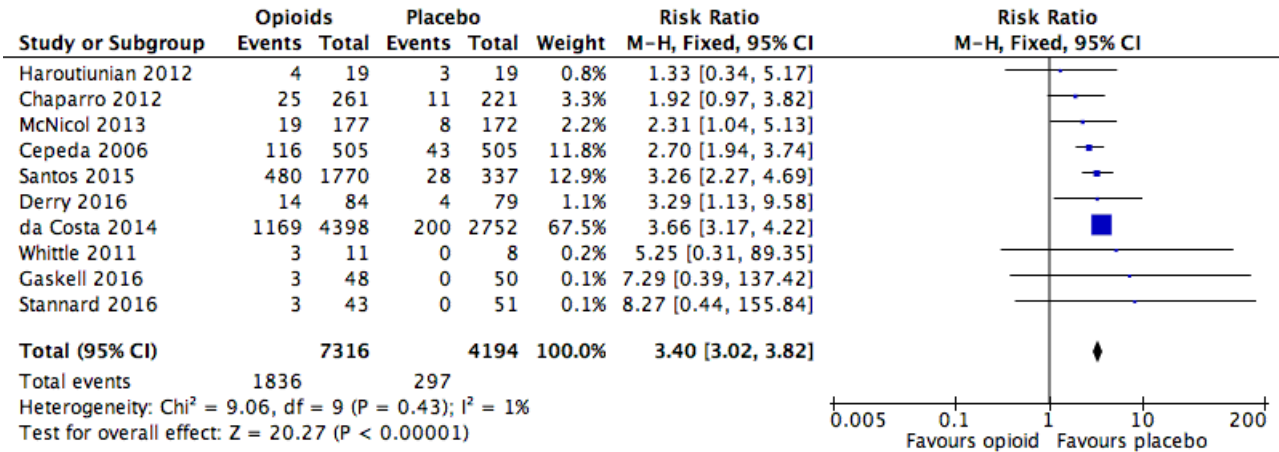 Opioids Placebo Risk Ratio Risk Ratio
Study or Subgroup Events Total Events Total Weight M-H, Fixed, 95% CI M-H, Fixed, 95% CI
Haroutiunian 2012 4 19 3 19 0.8% 1.33 [0.34, 5.17]
Chaparro 2012 25 261 11 221 3.3% 1.92 [0.97, 3.82]
McNicol 2013 19 177 8 172 2.2% 2.31 [1.04, 5.13]
Cepeda 2006 116 505 43 505 11.8% 2.70 [1.94, 3.74]
Santos 2015 480 1770 28 337 12.9% 3.26 [2.27, 4.69]
Derry 2016 14 84 4 79 1.1% 3.29 [1.13, 9.58]
da Costa 2014 1169 4398 200 2752 67.5% 3.66 [3.17, 4.22]
Whittle 2011 3 11 0 8 0.2% 5.25 [0.31, 89.35]
Gaskell 2016 3 48 0 50 0.1% 7.29 [0.39, 137.42]
Stannard 2016 3 43 0 51 0.1% 8.27 [0.44, 155.84]
Total (95% CI) 7316 4194 100.0% 3.40 [3.02, 3.82]
Total events 1836 297
Heterogeneity: Chi² = 9.06, df = 9 (P = 0.43); I² = 1%
Test for overall effect: Z = 20.27 (P < 0.00001)
0.005 0.1 1 10 200
Favours opioid Favours placebo